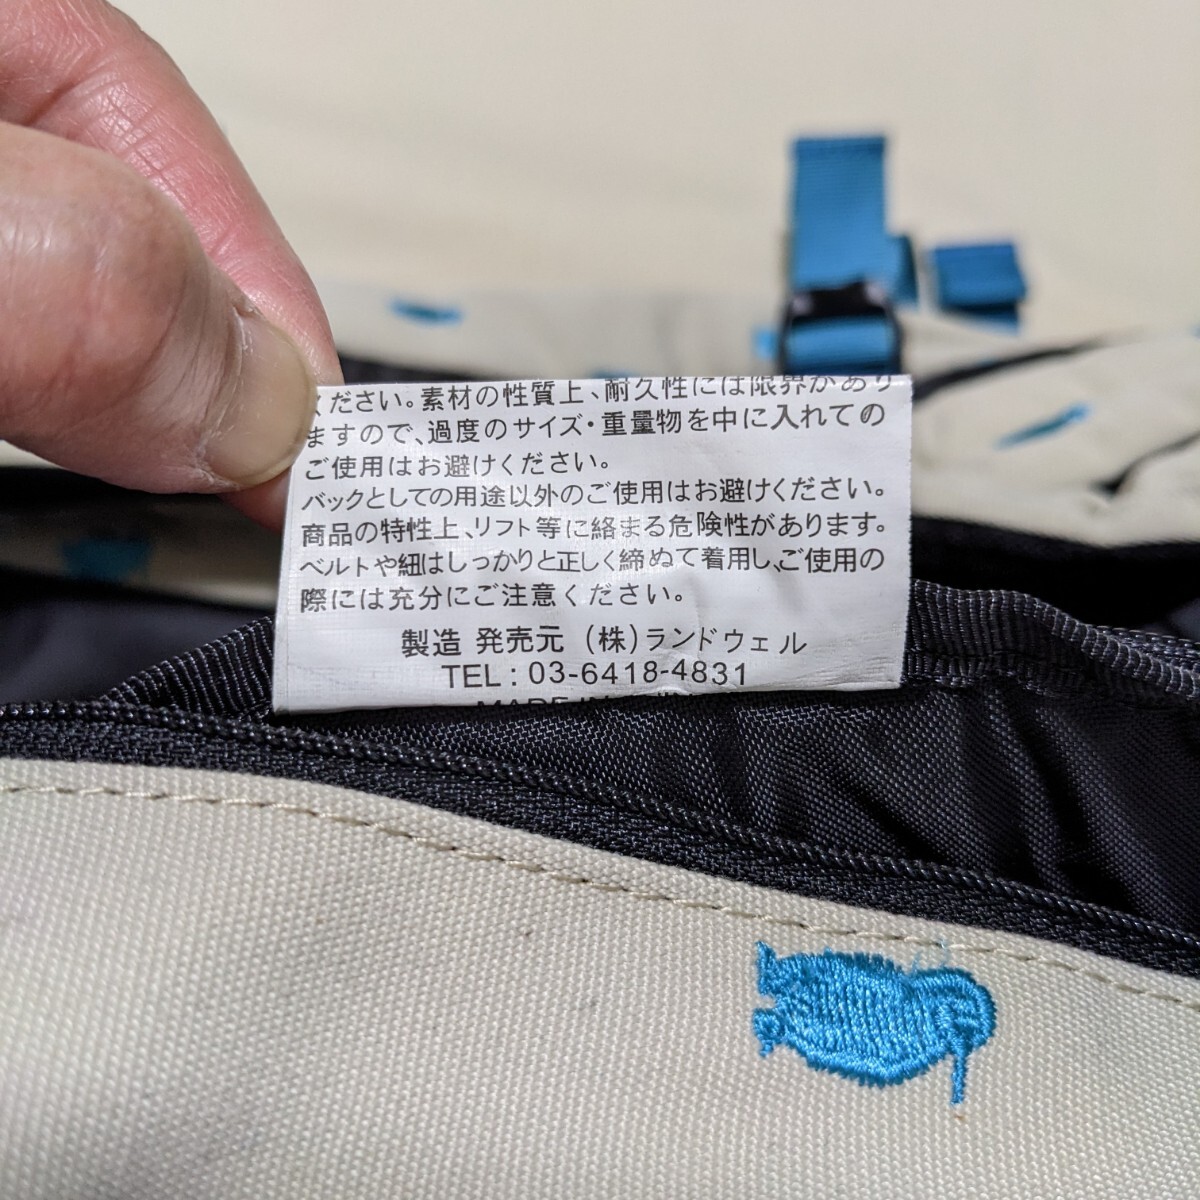 ください。素材の性質上、耐久性には限界があり
ますので、過度のサイズ・重量物を中に入れての
ご使用はお避けください。
バックとしての用途以外のご使用はお避けください。
商品の特性上、リフト等に絡まる危険性があります。
ベルトや紐はしっかりと正しく締めて着用し、ご使用の
際には充分にご注意ください。
製造 発売元 (株)ランドウェル
TEL : 03-6418-4831
MADE